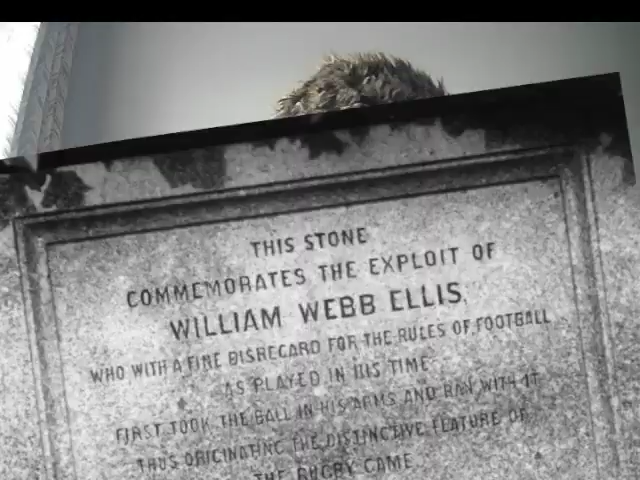 THIS STONE
COMMEMORATES THE EXPLOIT OF
WILLIAM WEBB ELLIS,
WHO WITH A FINE DISREGARD FOR THE RULES OF FOOTBALL
AS PLAYED IN HIS TIME
FIRST TOOK THE BALL IN HIS ARMS AND RAN WITH IT
THUS ORIGINATING THE DISTINCTIVE FEATURE OF
THE RUGBY GAME